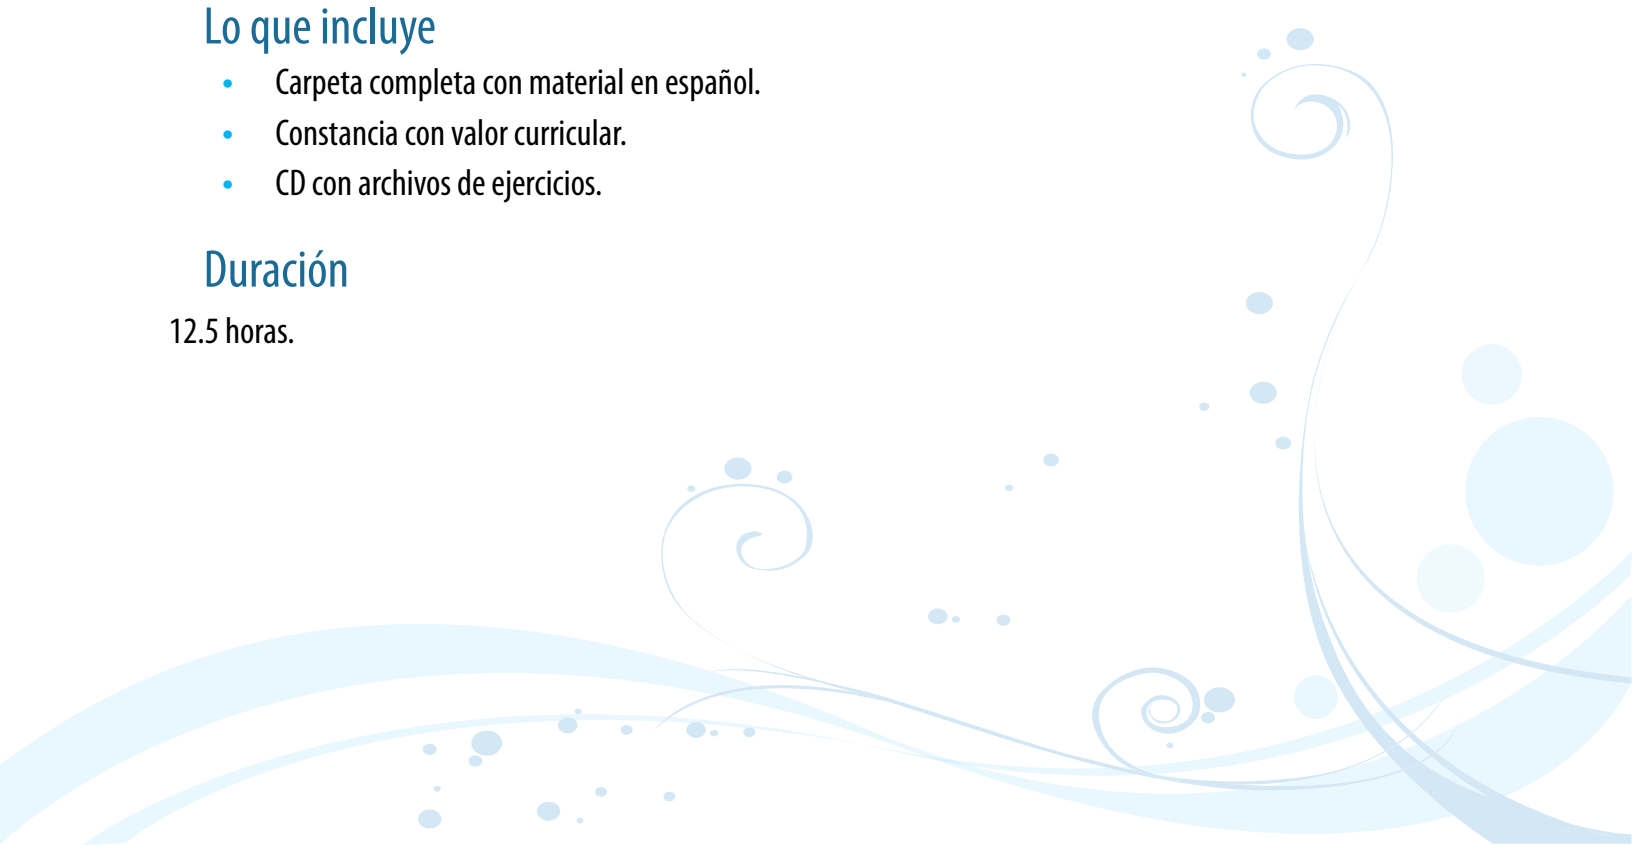 Lo que incluye
• Carpeta completa con material en español.
• Constancia con valor curricular.
• CD con archivos de ejercicios.
Duración
12.5 horas.